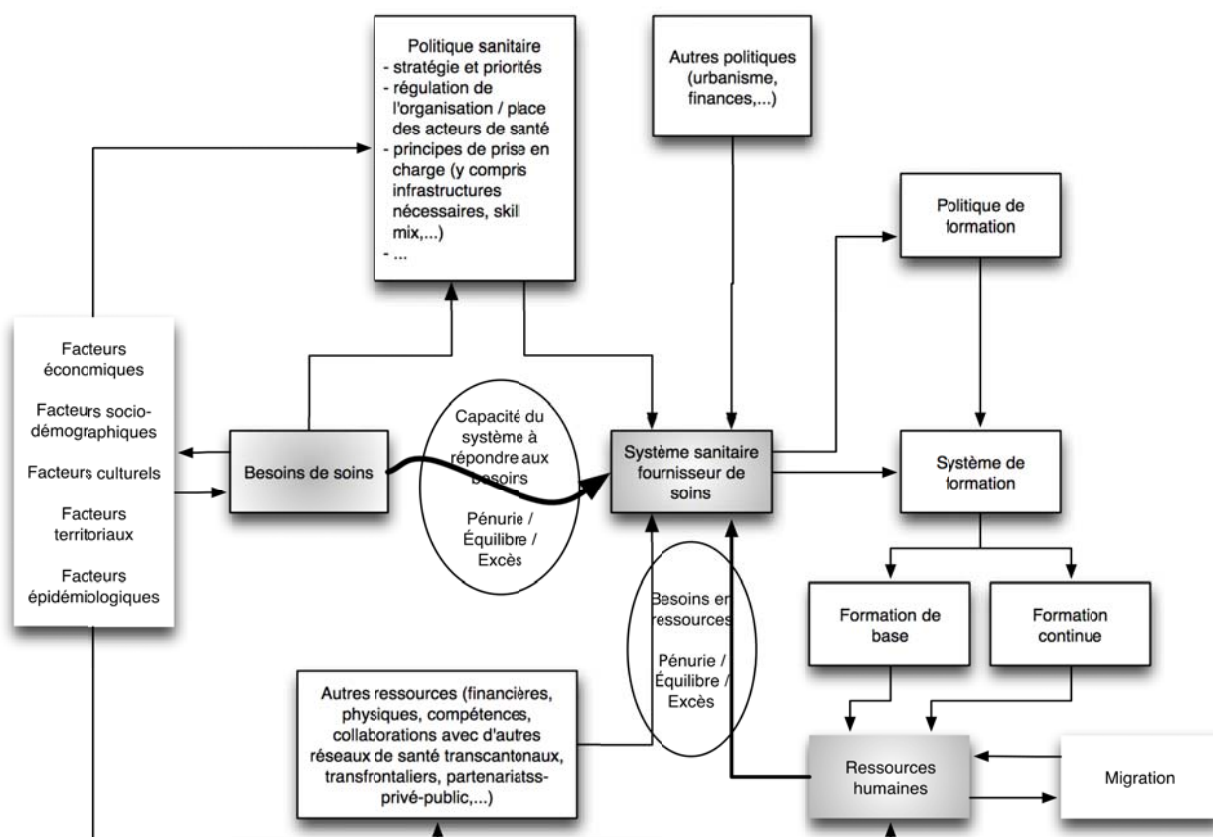 Politique sanitaire
- stratégie et priorités
- régulation de
l'organisation / place
des acteurs de santé
- principes de prise en
charge (y compris
infrastructures
nécessaires, skill
mix,...)
- ...
Autres politiques
(urbanisme,
finances,...)
Politique de
formation
Facteurs
économiques
Facteurs socio-
démographiques
Facteurs culturels
Facteurs
territoriaux
Facteurs
épidémiologiques
Besoins de soins
Capacité du
système à
répondre aux
besoins
Pénurie /
Équilibre /
Excès
Système sanitaire
fournisseur de
soins
Système de
formation
Besoins en
ressources
Pénurie /
Équilibre /
Excès
Formation de
base
Formation
continue
Autres ressources (financières,
physiques, compétences,
collaborations avec d'autres
réseaux de santé transcantonaux,
transfrontaliers, partenariatss-
privé-public,...)
Ressources
humaines
Migration